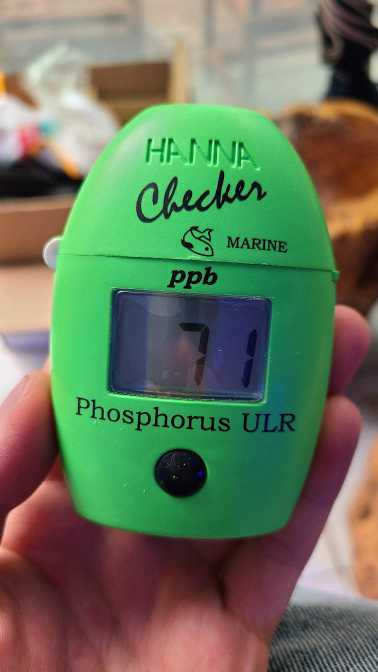 HANNA
Checker
MARINE
ppb
71
Phosphorus ULR